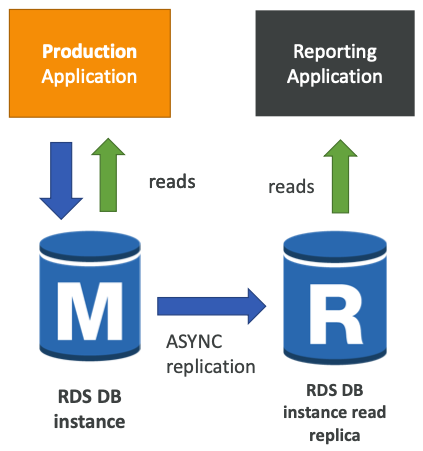 Production
Application
Reporting
Application
reads
reads
M
R
ASYNC
replication
RDS DB
instance
RDS DB
instance read
replica